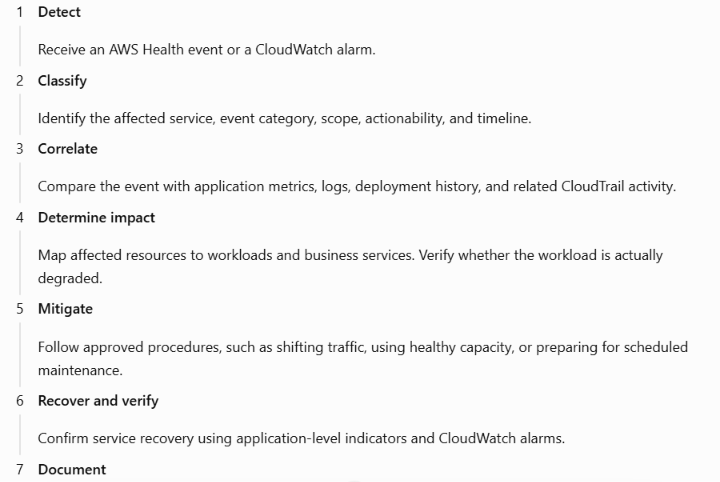 1 Detect
Receive an AWS Health event or a CloudWatch alarm.
2 Classify
Identify the affected service, event category, scope, actionability, and timeline.
3 Correlate
Compare the event with application metrics, logs, deployment history, and related CloudTrail activity.
4 Determine impact
Map affected resources to workloads and business services. Verify whether the workload is actually
degraded.
5 Mitigate
Follow approved procedures, such as shifting traffic, using healthy capacity, or preparing for scheduled
maintenance.
6 Recover and verify
Confirm service recovery using application-level indicators and CloudWatch alarms.
7 Document